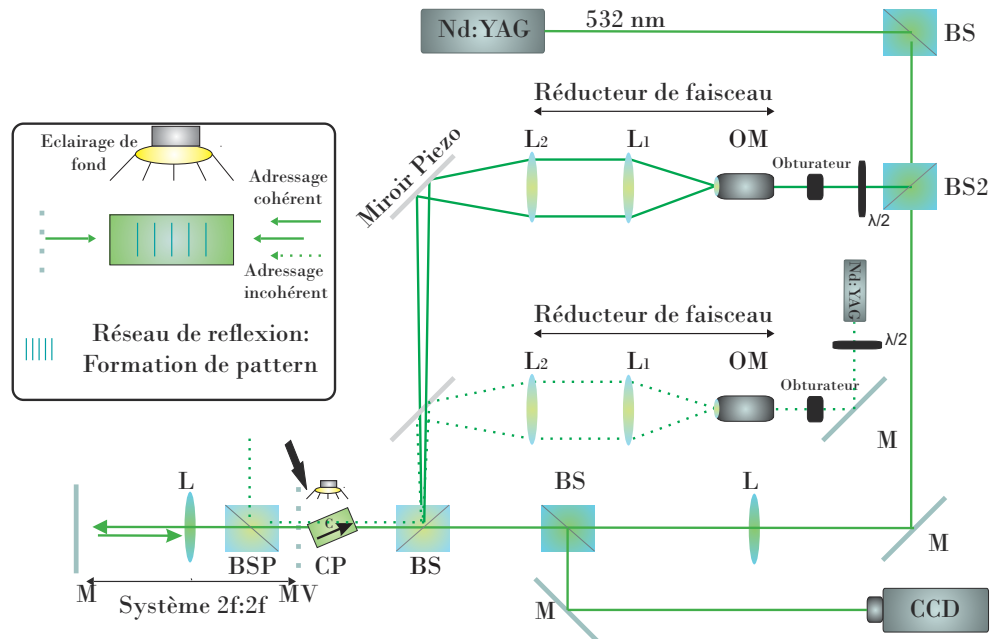 Nd:YAG
532 nm
BS
Réducteur de faisceau
L2
L1
OM
Obturateur
λ/2
BS2
Miroir Piezo
Eclairage de
fond
Adressage
cohérent
Adressage
incohérent
Réseau de reflexion:
Formation de pattern
Nd:YAG
λ/2
Réducteur de faisceau
L2
L1
OM
Obturateur
M
L
BSP
MV
C
CP
BS
BS
L
M
M
Système 2f:2f
M
CCD